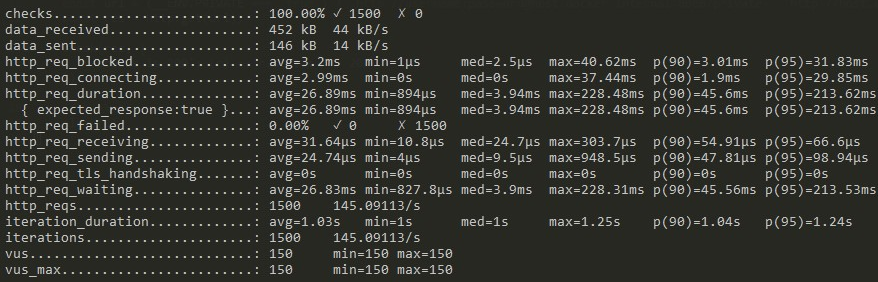 checks.........................: 100.00% ✓ 1500 ✗ 0
data_received..................: 452 kB 44 kB/s
data_sent......................: 146 kB 14 kB/s
http_req_blocked...............: avg=3.2ms min=1µs med=2.5µs max=40.62ms p(90)=3.01ms p(95)=31.83ms
http_req_connecting............: avg=2.99ms min=0s med=0s max=37.44ms p(90)=1.9ms p(95)=29.85ms
http_req_duration..............: avg=26.89ms min=894µs med=3.94ms max=228.48ms p(90)=45.6ms p(95)=213.62ms
{ expected_response:true }...: avg=26.89ms min=894µs med=3.94ms max=228.48ms p(90)=45.6ms p(95)=213.62ms
http_req_failed................: 0.00% ✓ 0 ✗ 1500
http_req_receiving.............: avg=31.64µs min=10.8µs med=24.7µs max=303.7µs p(90)=54.91µs p(95)=66.6µs
http_req_sending...............: avg=24.74µs min=4µs med=9.5µs max=948.5µs p(90)=47.81µs p(95)=98.94µs
http_req_tls_handshaking.......: avg=0s min=0s med=0s max=0s p(90)=0s p(95)=0s
http_req_waiting...............: avg=26.83ms min=827.8µs med=3.9ms max=228.31ms p(90)=45.56ms p(95)=213.53ms
http_reqs......................: 1500 145.09113/s
iteration_duration.............: avg=1.03s min=1s med=1s max=1.25s p(90)=1.04s p(95)=1.24s
iterations.....................: 1500 145.09113/s
vus............................: 150 min=150 max=150
vus_max........................: 150 min=150 max=150